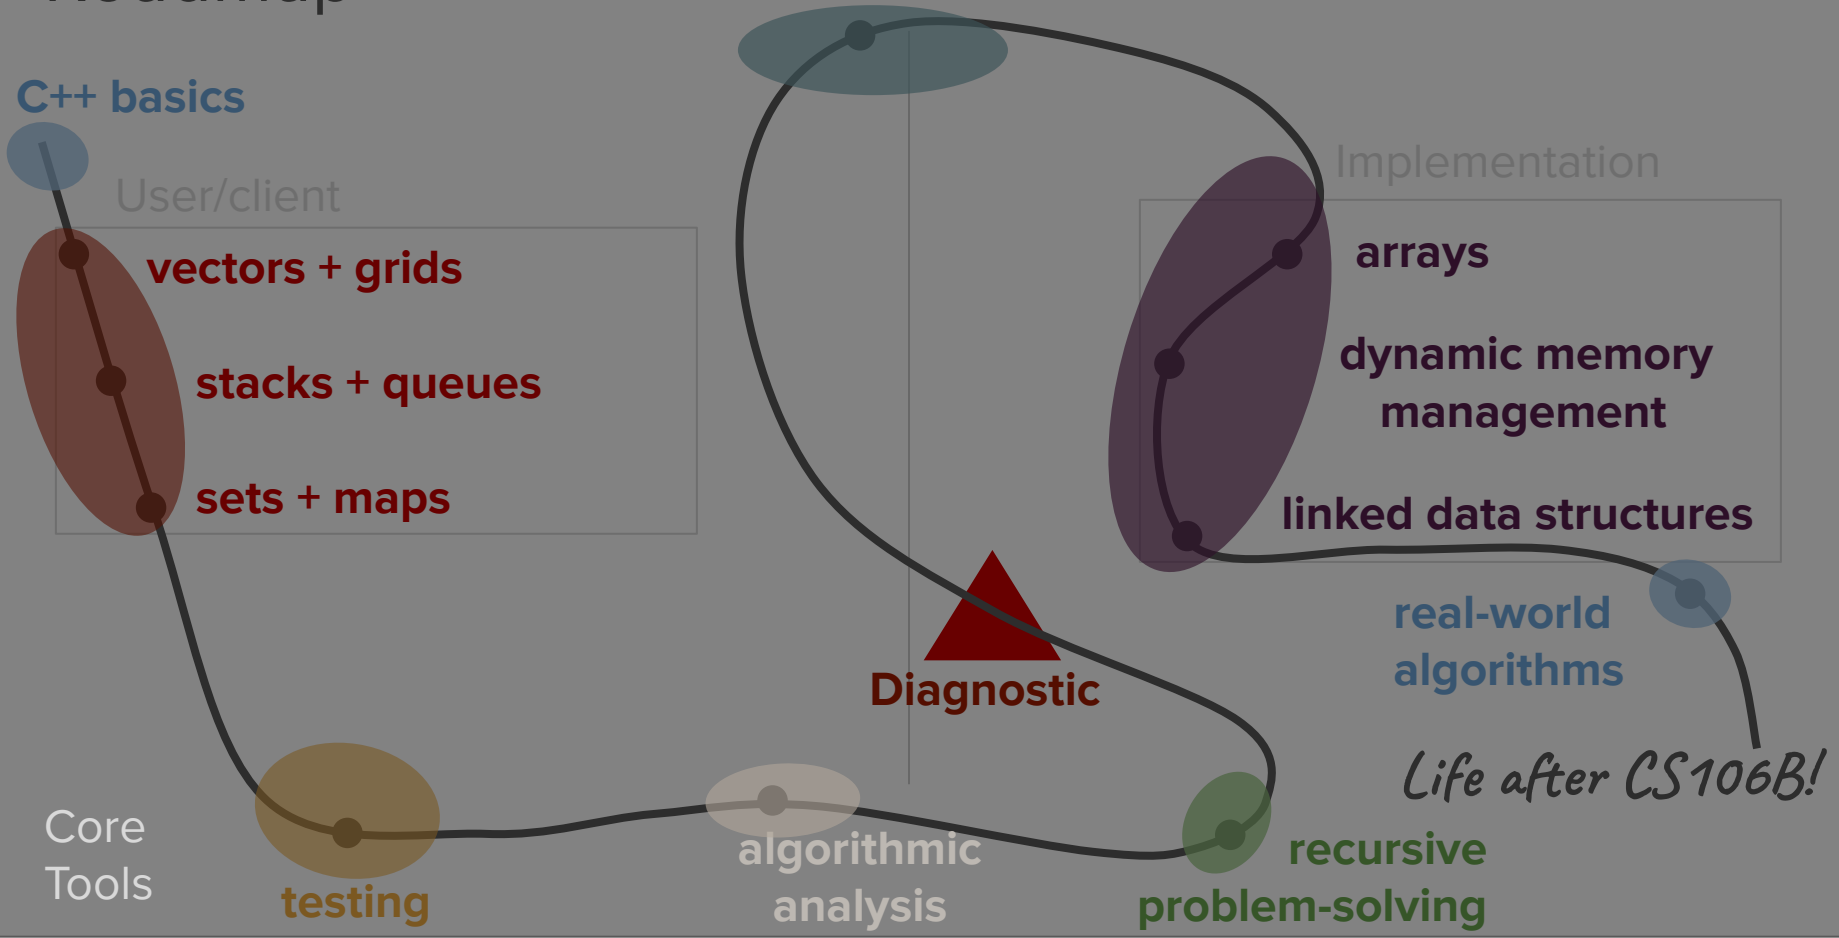 Roadmap
C++ basics
User/client
vectors + grids
stacks + queues
sets + maps
Implementation
arrays
dynamic memory
management
linked data structures
real-world
algorithms
Diagnostic
Life after CS106B!
Core
Tools
testing
algorithmic
analysis
recursive
problem-solving